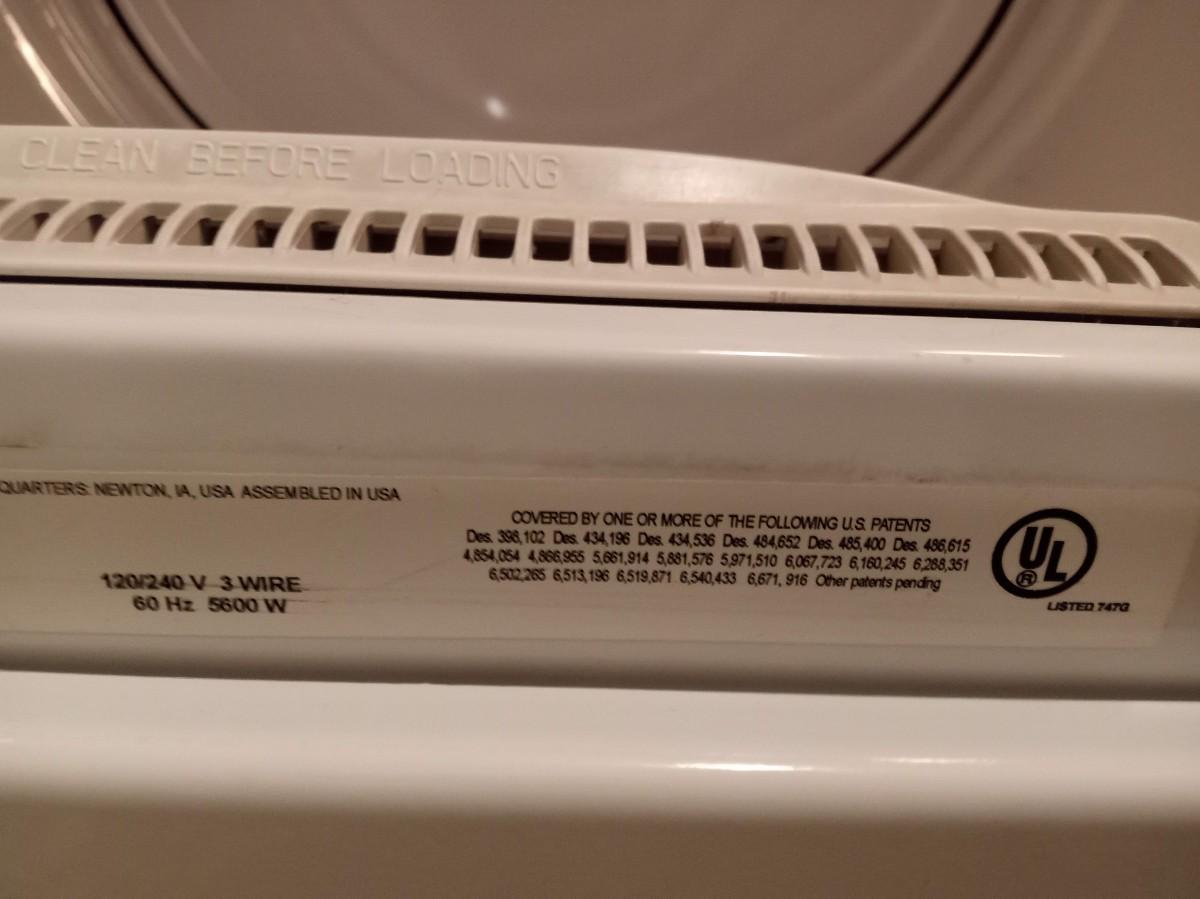 CLEAN BEFORE LOADING
QUARTERS: NEWTON, IA, USA ASSEMBLED IN USA
120/240 V 3 WIRE
60 Hz 5600 W
COVERED BY ONE OR MORE OF THE FOLLOWING U.S. PATENTS
Des. 398,102 Des. 434,196 Des. 434,536 Des. 484,652 Des. 485,400 Des. 486,615
4,854,054 4,866,955 5,661,914 5,881,576 5,971,510 6,067,723 6,160,245 6,288,351
6,502,265 6,513,196 6,519,871 6,540,433 6,671, 916 Other patents pending
UL
®
LISTED 747G